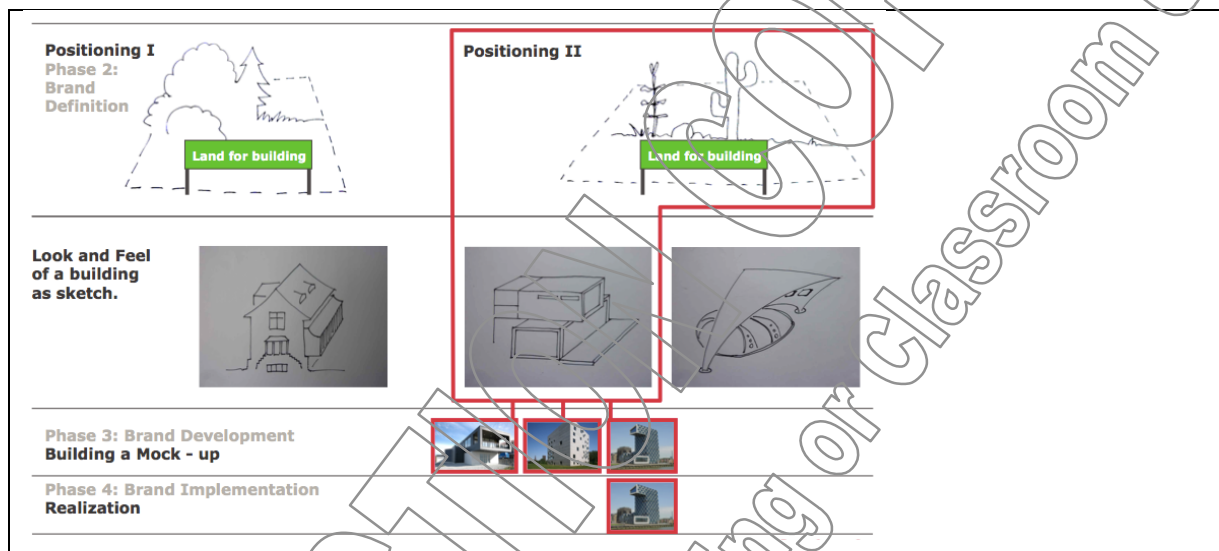 Positioning I
Phase 2:
Brand
Definition
Land for building
Positioning II
Land for building
Look and Feel
of a building
as sketch.
Phase 3: Brand Development
Building a Mock - up
Phase 4: Brand Implementation
Realization
or Classroom